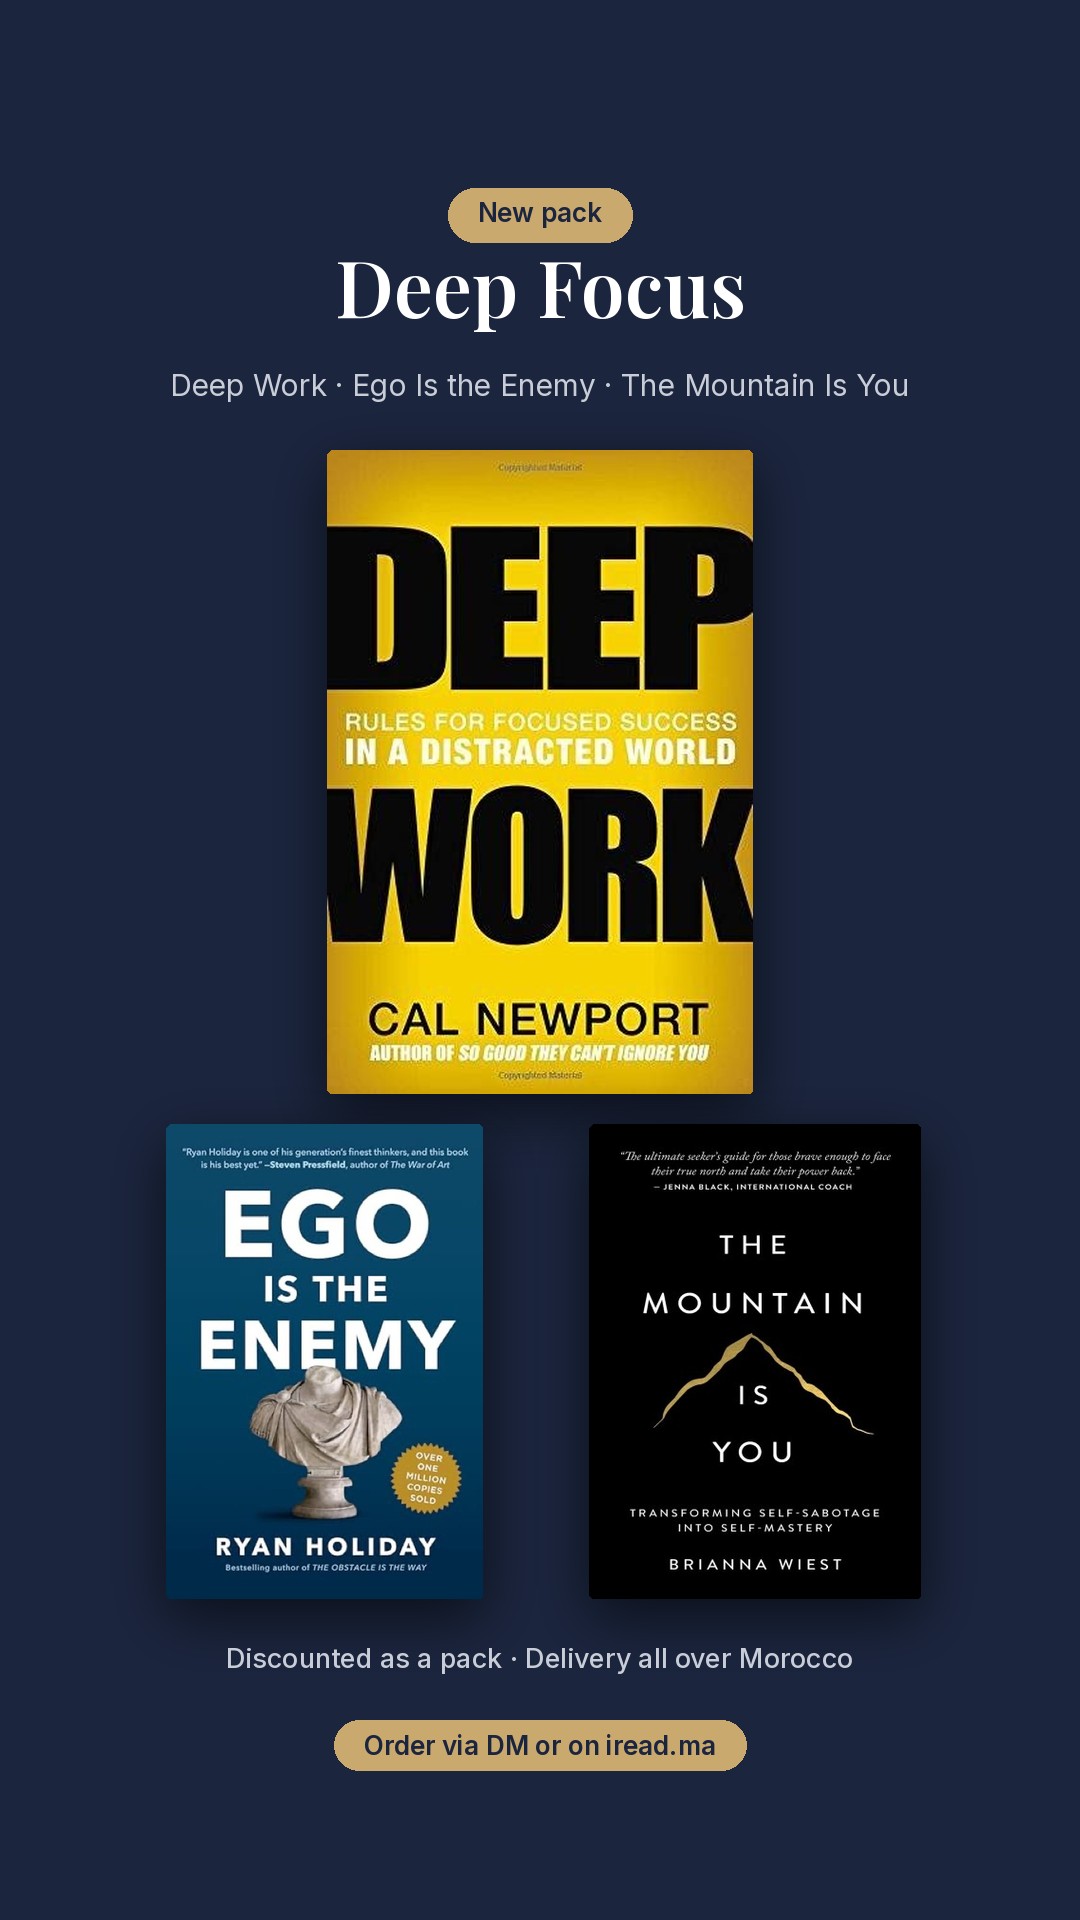 New pack
Deep Focus
Deep Work · Ego Is the Enemy · The Mountain Is You
Copyrighted Material
DEEP
RULES FOR FOCUSED SUCCESS
IN A DISTRACTED WORLD
WORK
CAL NEWPORT
AUTHOR OF SO GOOD THEY CAN'T IGNORE YOU
Copyrighted Material
“Ryan Holiday is one of his generation’s finest thinkers, and this book
is his best yet.” —Steven Pressfield, author of The War of Art
EGO
IS THE
ENEMY
OVER
ONE
MILLION
COPIES
SOLD
RYAN HOLIDAY
Bestselling author of THE OBSTACLE IS THE WAY
“The ultimate seeker’s guide for those brave enough to face
their true north and take their power back.”
— JENNA BLACK, INTERNATIONAL COACH
THE
MOUNTAIN
IS
YOU
TRANSFORMING SELF-SABOTAGE
INTO SELF-MASTERY
BRIANNA WIEST
Discounted as a pack · Delivery all over Morocco
Order via DM or on iread.ma